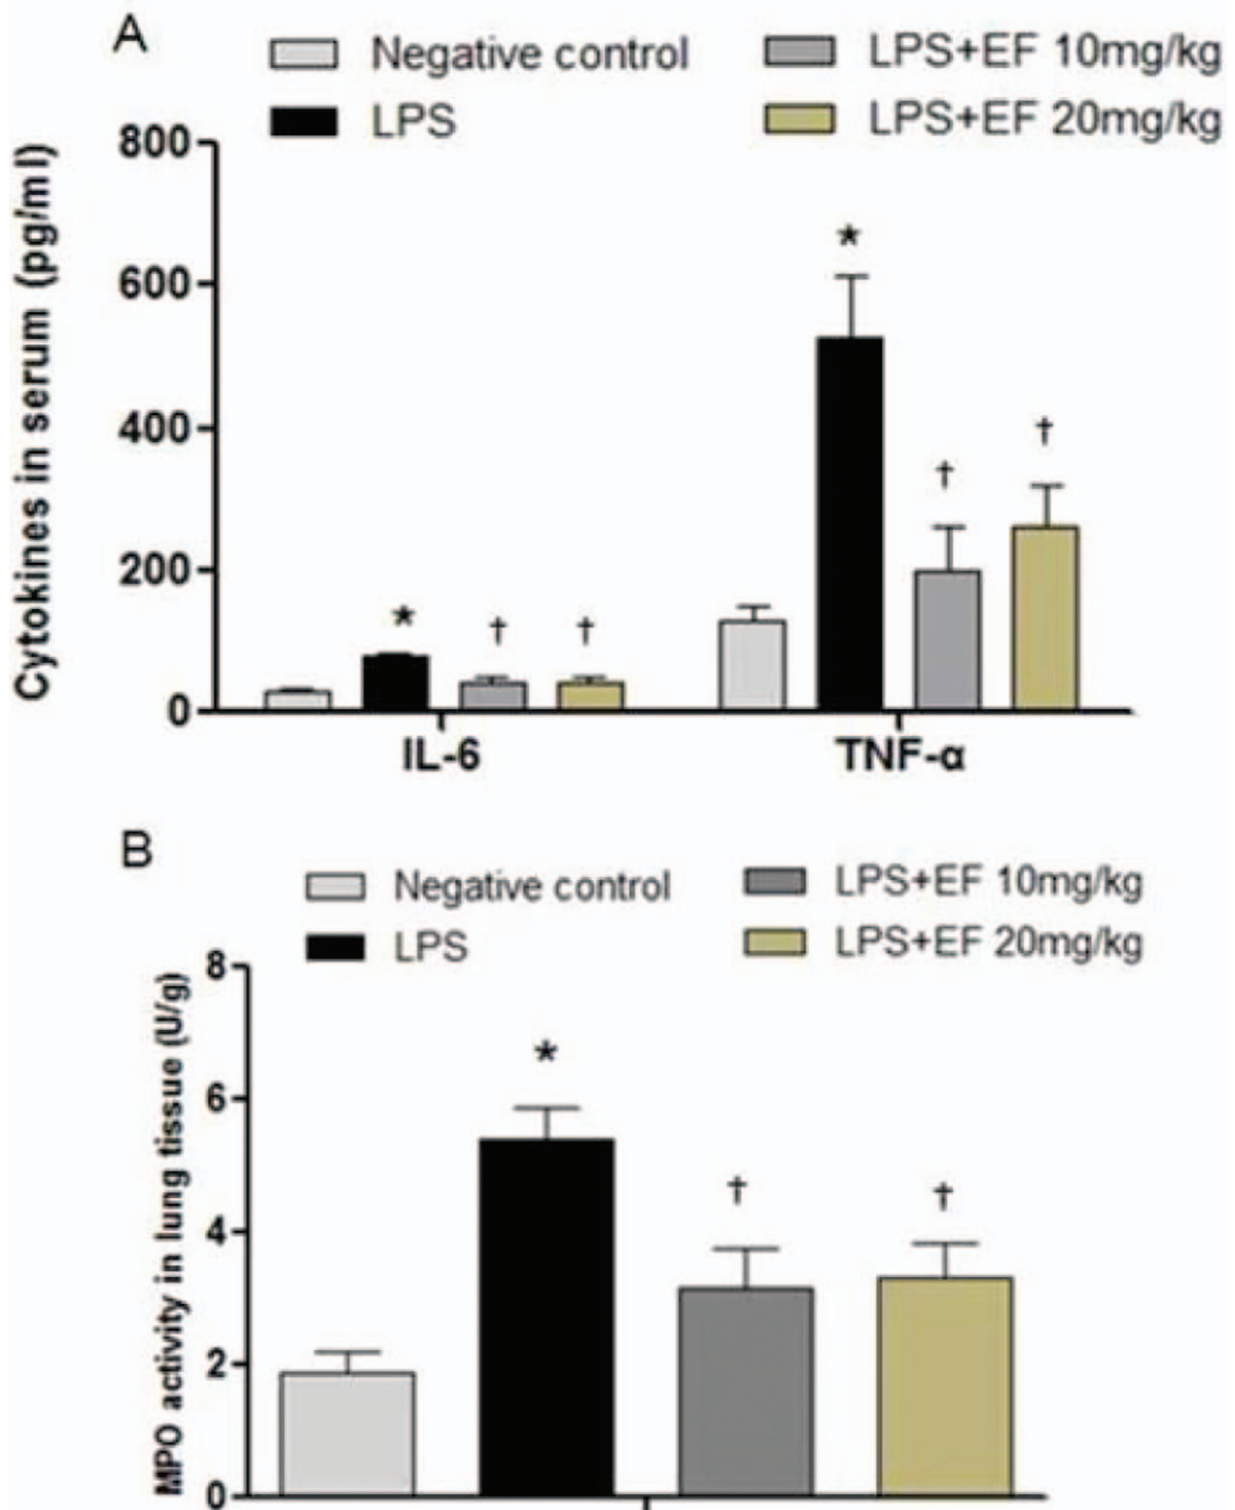 A
Negative control
LPS+EF 10mg/kg
LPS
LPS+EF 20mg/kg
Cytokines in serum (pg/ml)
800
*
600
400
†
†
200
*
†
†
0
IL-6
TNF-α
B
Negative control
LPS+EF 10mg/kg
LPS
LPS+EF 20mg/kg
MPO activity in lung tissue (U/g)
8
*
6
†
†
4
2
0